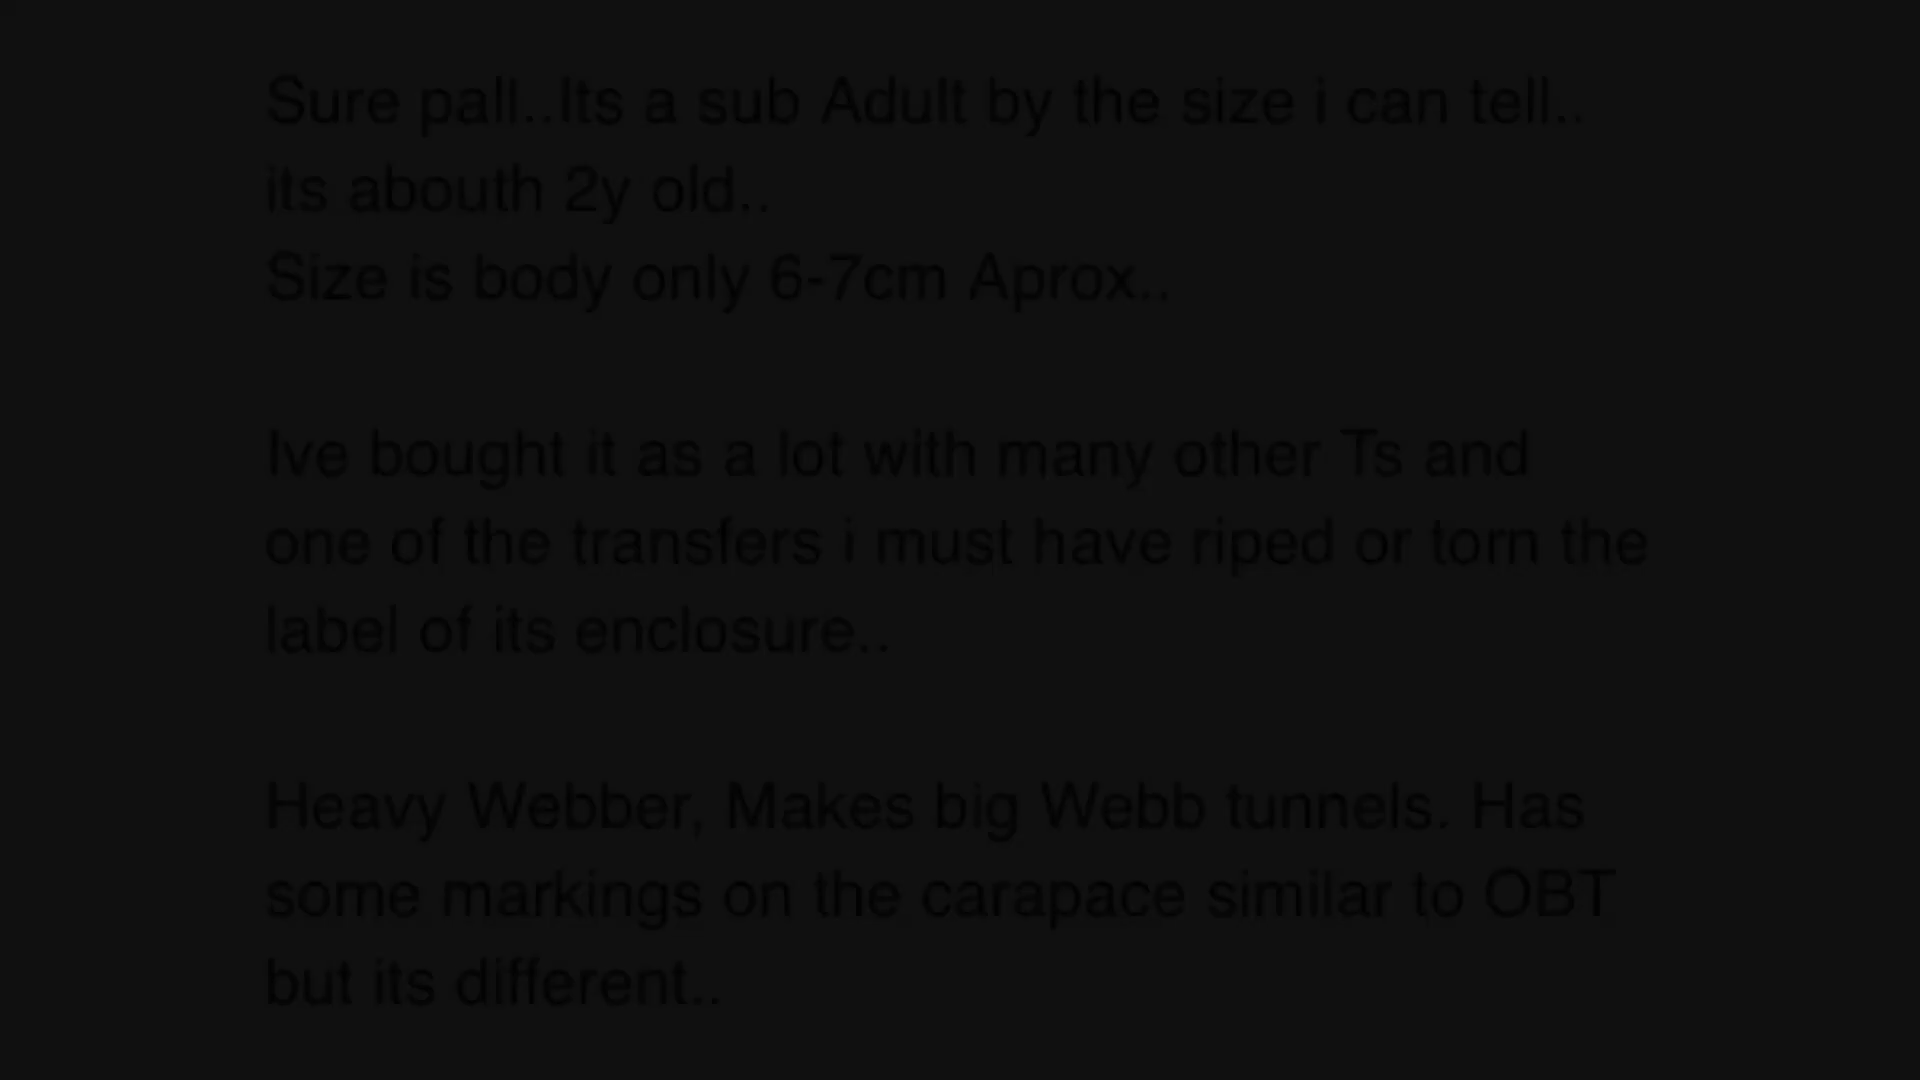 Sure pall..Its a sub Adult by the size i can tell..
its abouth 2y old..
Size is body only 6-7cm Aprox..
Ive bought it as a lot with many other Ts and
one of the transfers i must have riped or torn the
label of its enclosure..
Heavy Webber, Makes big Webb tunnels. Has
some markings on the carapace similar to OBT
but its different..